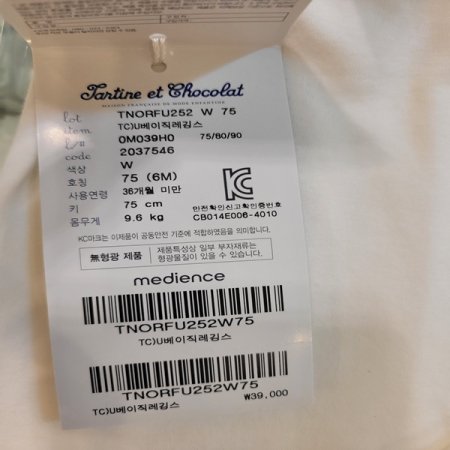 Tartine et Chocolat
MAISON FRANÇAISE DE MODE ENFANTINE
lot TNORFU252 W 75
item TC)U베이직레깅스
l/# 0M039H0 75/80/90
2037546
색상 W
호칭 75 (6M)
사용연령 36개월 미만
키 75 cm
몸무게 9.6 kg
KC
안전확인신고확인증번호
CB014E006-4010
KC마크는 이제품이 공통안전 기준에 적합하였음을 의미합니다.
無형광 제품
제품특성상 일부 부자재류는
형광물질이 있을 수 있음.
medience
TNORFU252W75
TC)U베이직레깅스
TNORFU252W75
TC)U베이직레깅스
₩39,000